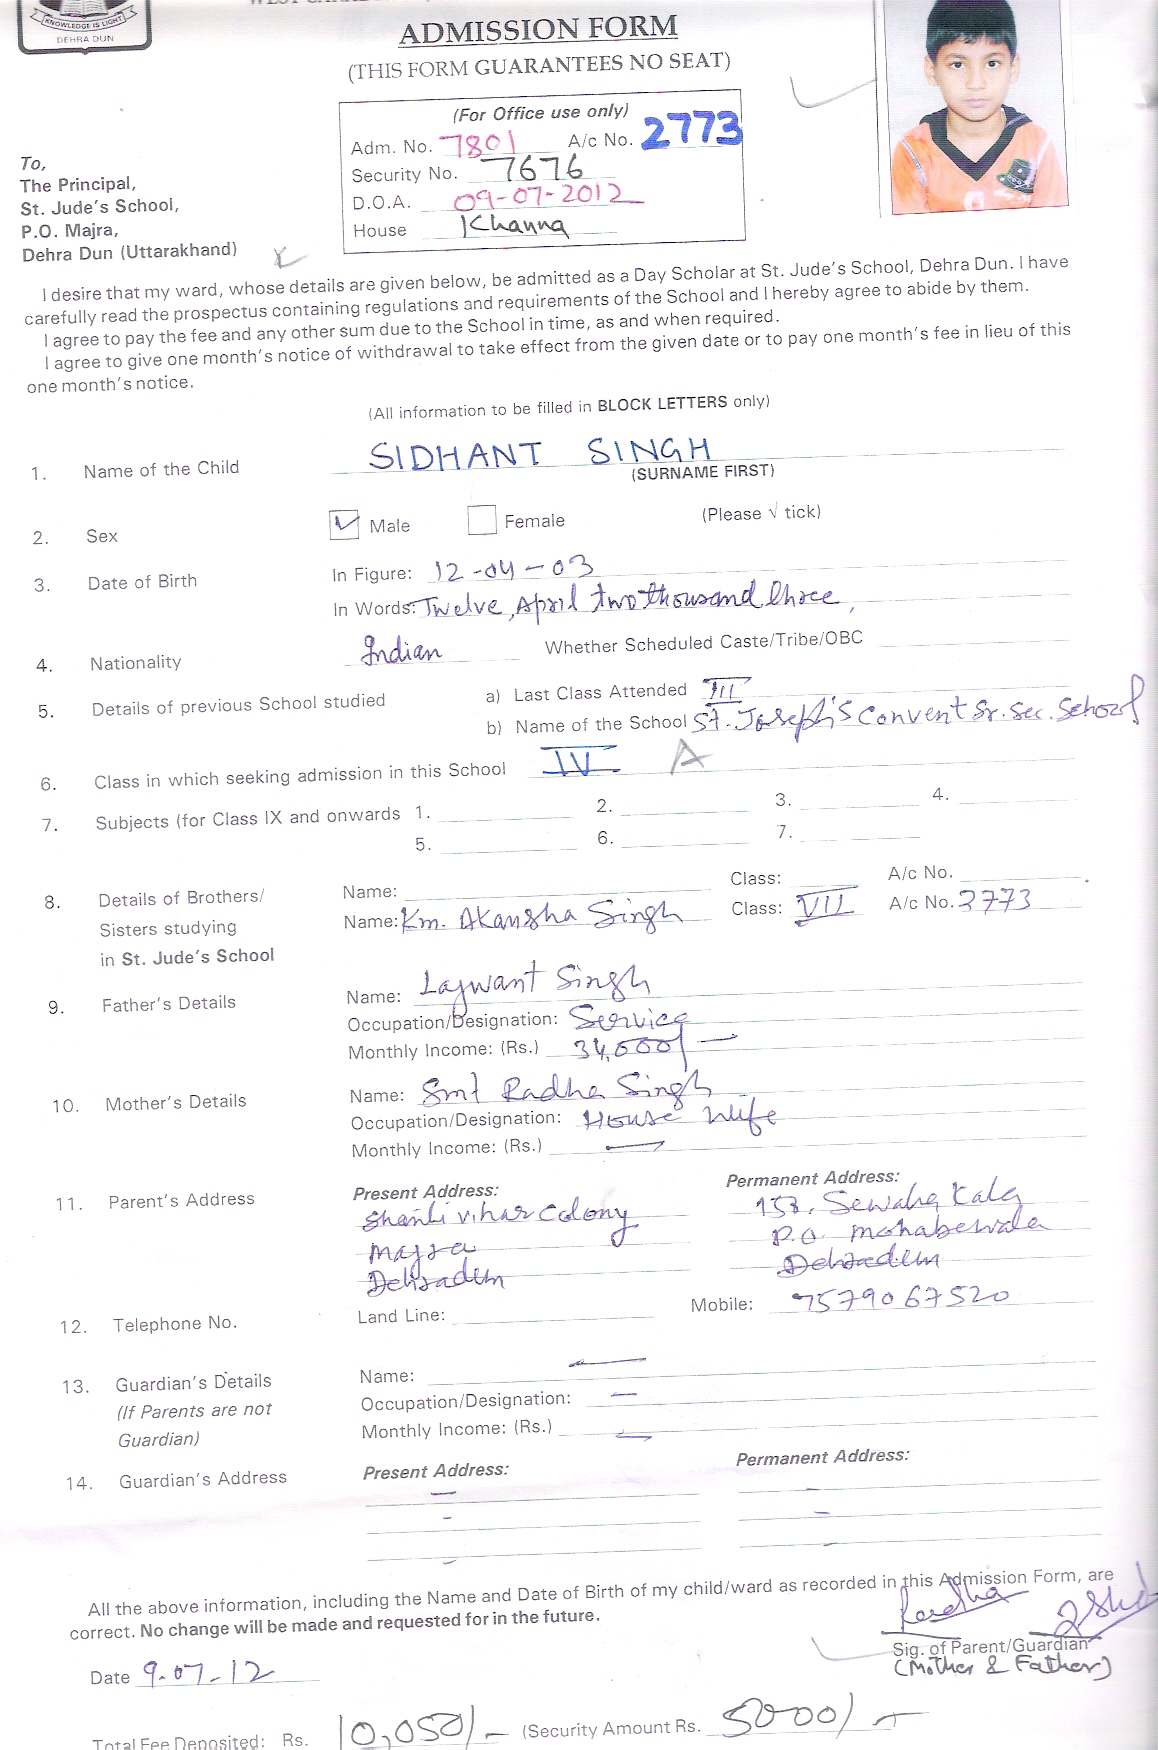 KNOWLEDGE IS LIGHT
DEHRA DUN
ADMISSION FORM
(THIS FORM GUARANTEES NO SEAT)
(For Office use only)
Adm. No. 7801 A/c No. 2773
Security No. 7676
D.O.A. 09-07-2012
House Khanna
To,
The Principal,
St. Jude's School,
P.O. Majra,
Dehra Dun (Uttarakhand)
I desire that my ward, whose details are given below, be admitted as a Day Scholar at St. Jude's School, Dehra Dun. I have
carefully read the prospectus containing regulations and requirements of the School and I hereby agree to abide by them.
I agree to pay the fee and any other sum due to the School in time, as and when required.
I agree to give one month's notice of withdrawal to take effect from the given date or to pay one month's fee in lieu of this
one month's notice.
(All information to be filled in BLOCK LETTERS only)
1. Name of the Child SIDHANT SINGH
(SURNAME FIRST)
2. Sex Male Female (Please √ tick)
3. Date of Birth In Figure: 12-04-03
In Words: Twelve, April two thousand three,
4. Nationality Indian Whether Scheduled Caste/Tribe/OBC
5. Details of previous School studied a) Last Class Attended III
b) Name of the School St. Joseph's Convent Sr. Sec. School
6. Class in which seeking admission in this School IV A
7. Subjects (for Class IX and onwards 1. 2. 3. 4.
5. 6. 7.
8. Details of Brothers/ Name: Class: A/c No.
Sisters studying Name: Km. Akansha Singh Class: VII A/c No. 2773
in St. Jude's School
9. Father's Details Name: Lajwant Singh
Occupation/Designation: Service
Monthly Income: (Rs.) 34,000/-
10. Mother's Details Name: Smt Radha Singh
Occupation/Designation: House Wife
Monthly Income: (Rs.) —
11. Parent's Address Present Address: Permanent Address:
Shanti Vihar Colony 158, Sewala Kala
Majra P.O Mohabewala
Dehradun Dehradun
12. Telephone No. Land Line: Mobile: 7579067520
13. Guardian's Details Name: —
(If Parents are not Occupation/Designation: —
Guardian) Monthly Income: (Rs.) —
14. Guardian's Address Present Address: Permanent Address:
All the above information, including the Name and Date of Birth of my child/ward as recorded in this Admission Form, are
correct. No change will be made and requested for in the future.
Radha
Sig. of Parent/Guardian
(Mother & Father)
Date 9-07-12
Total Fee Deposited: Rs. 10,050/- (Security Amount Rs. 5000/-